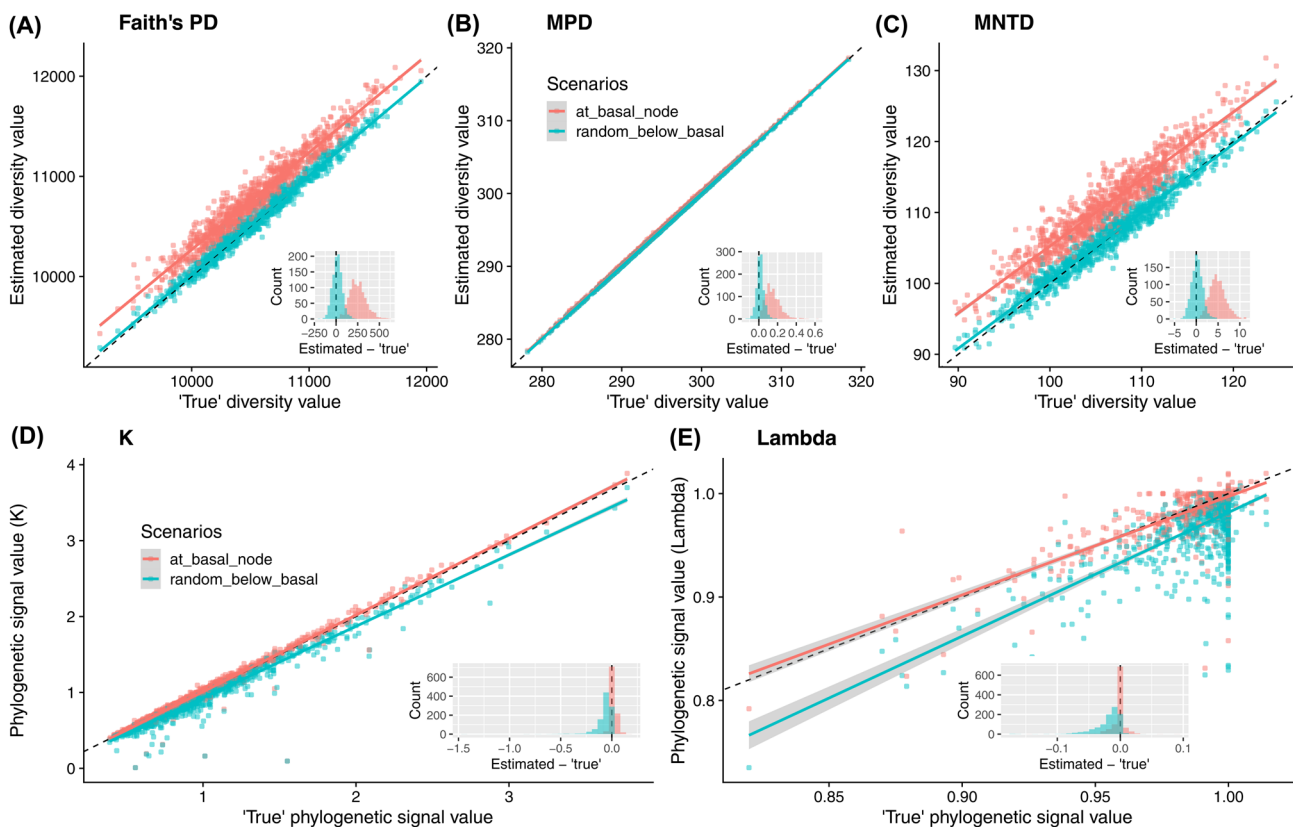 (A) Faith's PD
Estimated diversity value
12000
11000
10000
10000 11000 12000
'True' diversity value
Count
200
150
100
50
0
−250 0 250 500
Estimated − 'true'
(B) MPD
Estimated diversity value
320
310
300
290
280
280 290 300 310 320
'True' diversity value
Scenarios
at_basal_node
random_below_basal
Count
300
200
100
0
0.0 0.2 0.4 0.6
Estimated − 'true'
(C) MNTD
Estimated diversity value
130
120
110
100
90
90 100 110 120
'True' diversity value
Count
150
100
50
0
−5 0 5 10
Estimated − 'true'
(D) K
Phylogenetic signal value (K)
4
3
2
1
0
1 2 3
'True' phylogenetic signal value
Scenarios
at_basal_node
random_below_basal
Count
600
400
200
0
−1.5 −1.0 −0.5 0.0
Estimated − 'true'
(E) Lambda
Phylogenetic signal value (Lambda)
1.0
0.9
0.8
0.85 0.90 0.95 1.00
'True' phylogenetic signal value
Count
600
400
200
0
−0.1 0.0 0.1
Estimated − 'true'